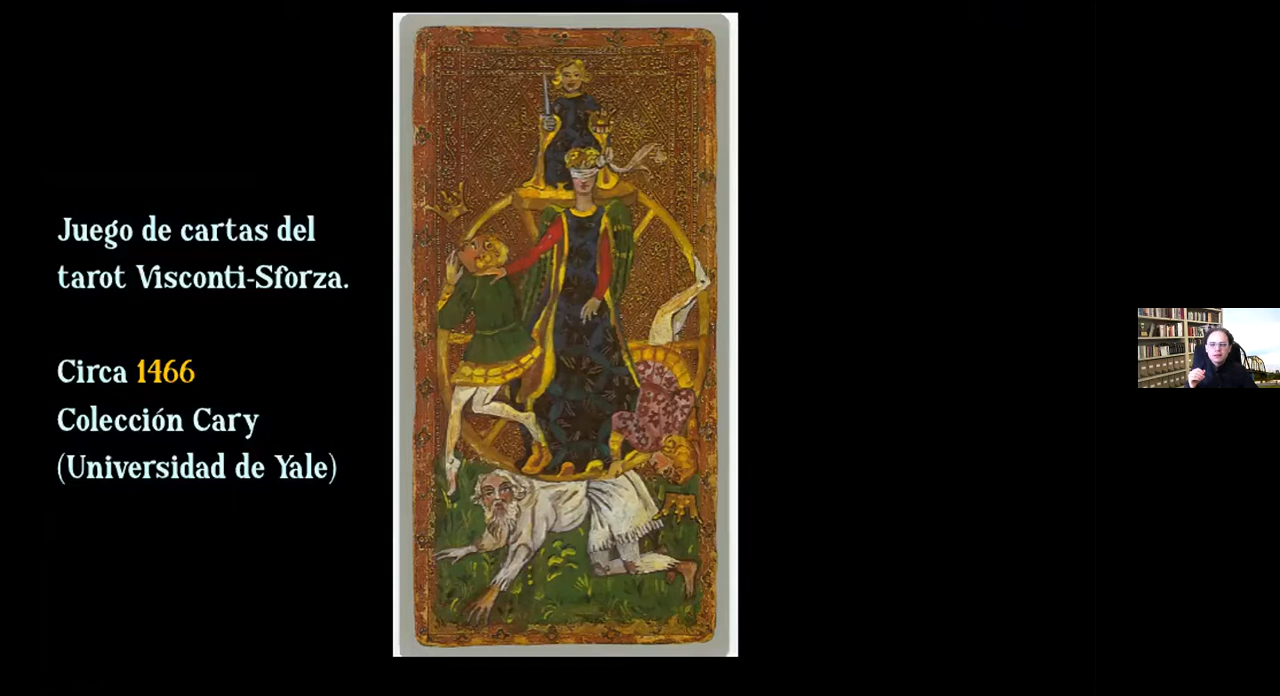 Juego de cartas del
tarot Visconti-Sforza.
Circa 1466
Colección Cary
(Universidad de Yale)